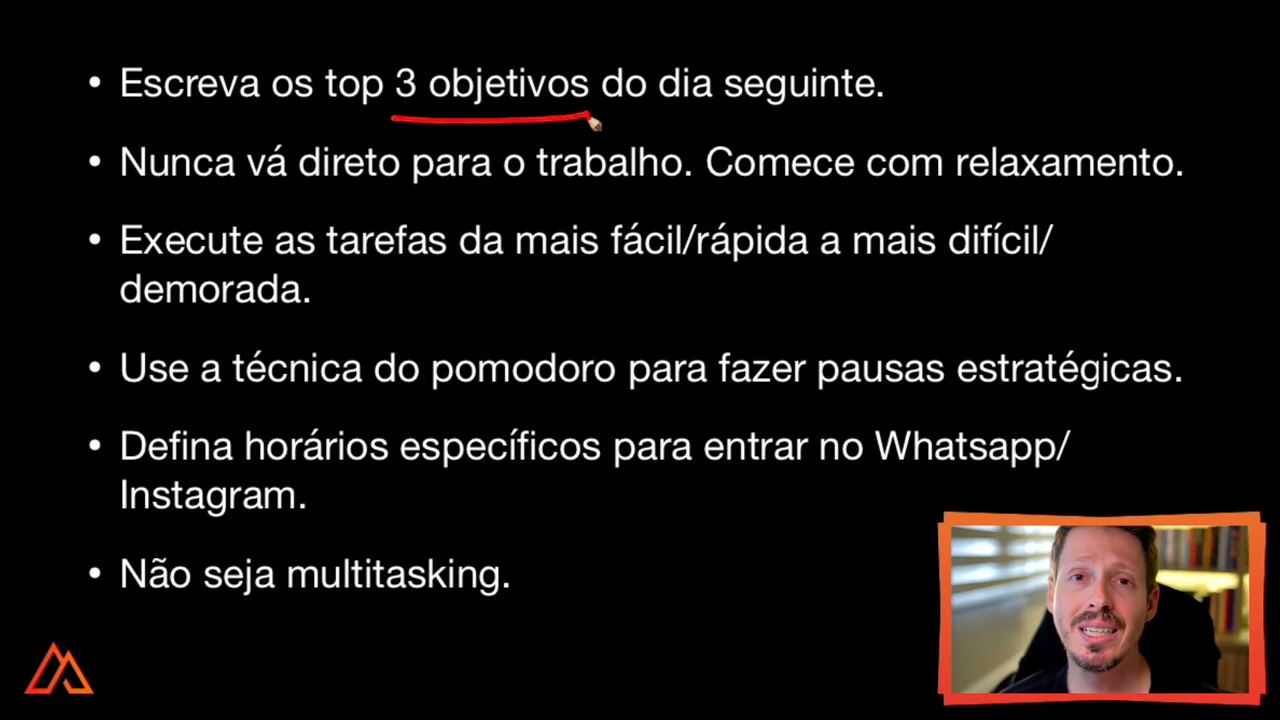 • Escreva os top 3 objetivos do dia seguinte.
• Nunca vá direto para o trabalho. Comece com relaxamento.
• Execute as tarefas da mais fácil/rápida a mais difícil/
demorada.
• Use a técnica do pomodoro para fazer pausas estratégicas.
• Defina horários específicos para entrar no Whatsapp/
Instagram.
• Não seja multitasking.